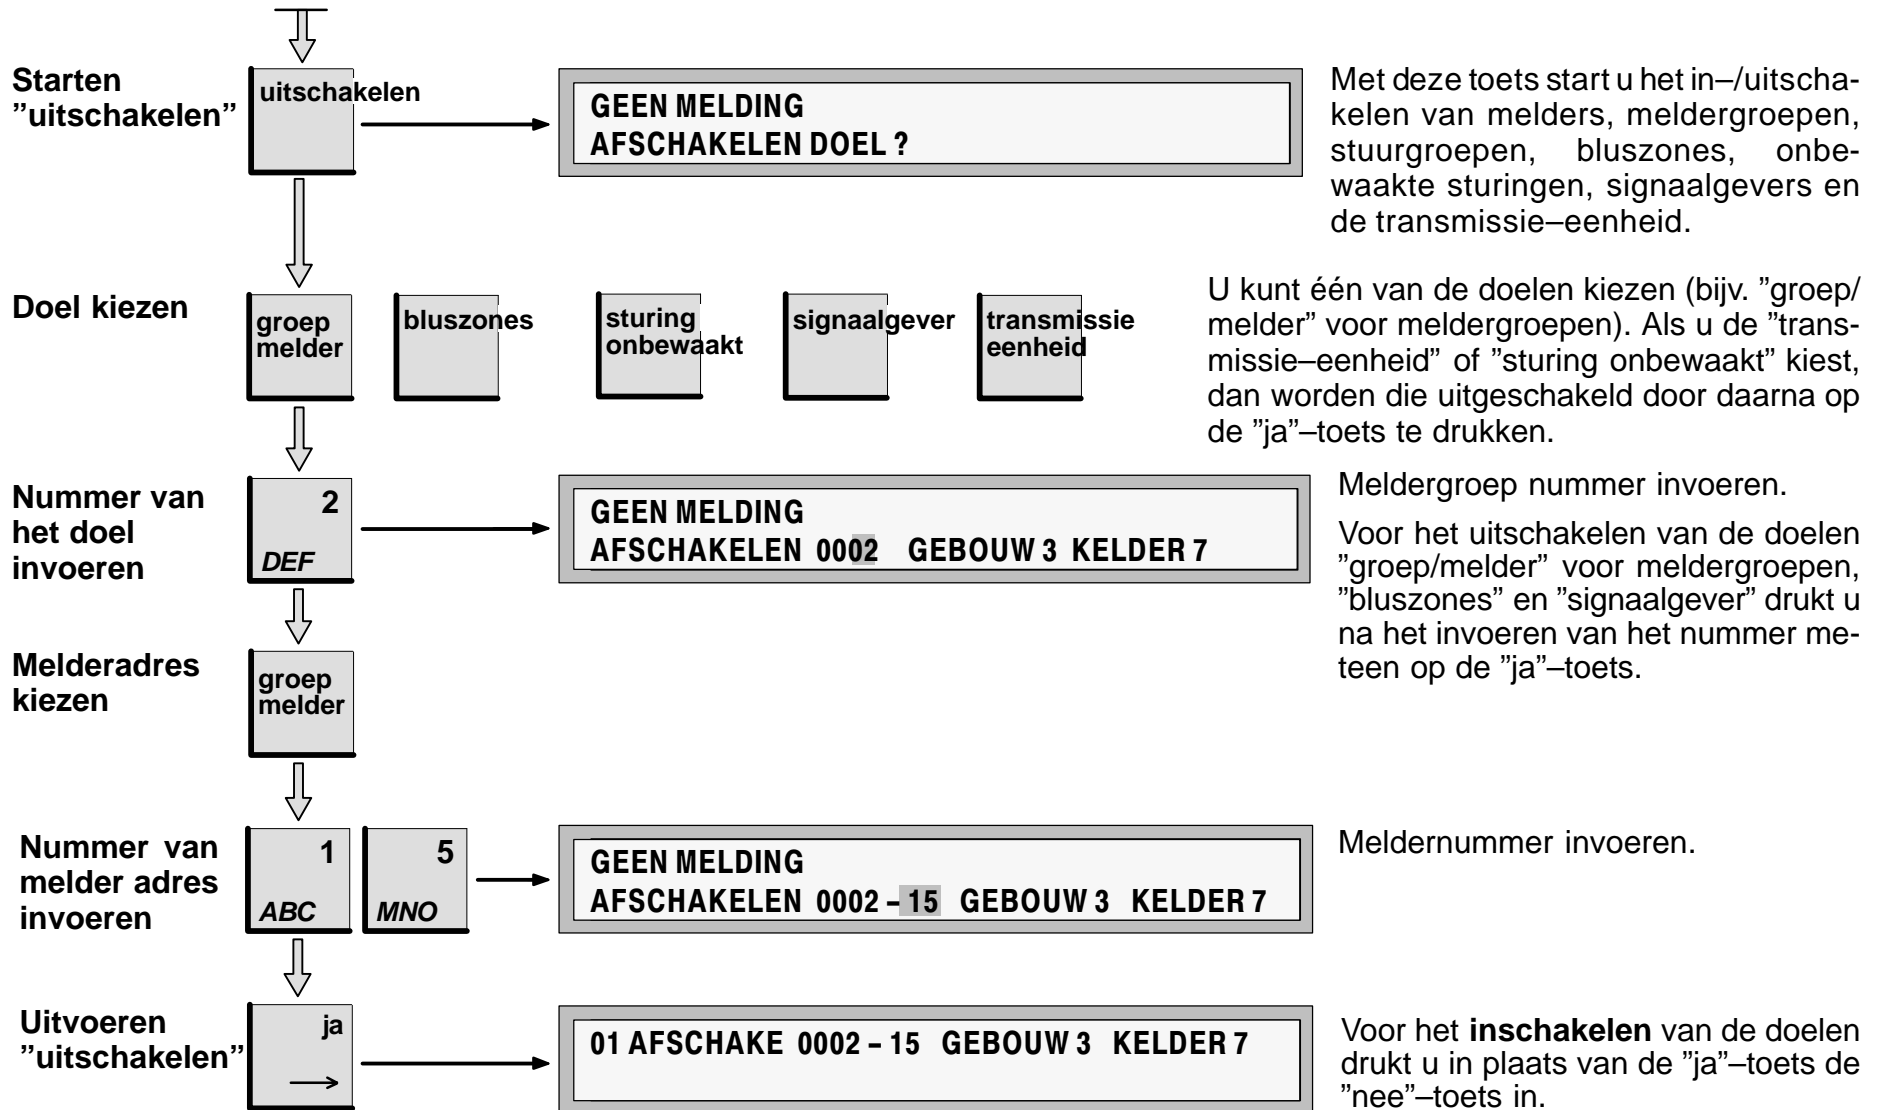 Starten
”uitschakelen”
uitschakelen
GEEN MELDING
AFSCHAKELEN DOEL ?
Met deze toets start u het in–/uitscha-
kelen van melders, meldergroepen,
stuurgroepen, bluszones, onbe-
waakte sturingen, signaalgevers en
de transmissie–eenheid.
Doel kiezen
groep
melder
bluszones
sturing
onbewaakt
signaalgever
transmissie
eenheid
U kunt één van de doelen kiezen (bijv. ”groep/
melder” voor meldergroepen). Als u de ”trans-
missie–eenheid” of ”sturing onbewaakt” kiest,
dan worden die uitgeschakeld door daarna op
de ”ja”–toets te drukken.
Nummer van
het doel
invoeren
2
DEF
GEEN MELDING
AFSCHAKELEN 0002 GEBOUW 3 KELDER 7
Meldergroep nummer invoeren.
Voor het uitschakelen van de doelen
”groep/melder” voor meldergroepen,
”bluszones” en ”signaalgever” drukt u
na het invoeren van het nummer me-
teen op de ”ja”–toets.
Melderadres
kiezen
groep
melder
Nummer van
melder adres
invoeren
1
ABC
5
MNO
GEEN MELDING
AFSCHAKELEN 0002 – 15 GEBOUW 3 KELDER 7
Meldernummer invoeren.
Uitvoeren
”uitschakelen”
ja
01 AFSCHAKE 0002 – 15 GEBOUW 3 KELDER 7
Voor het inschakelen van de doelen
drukt u in plaats van de ”ja”–toets de
”nee”–toets in.